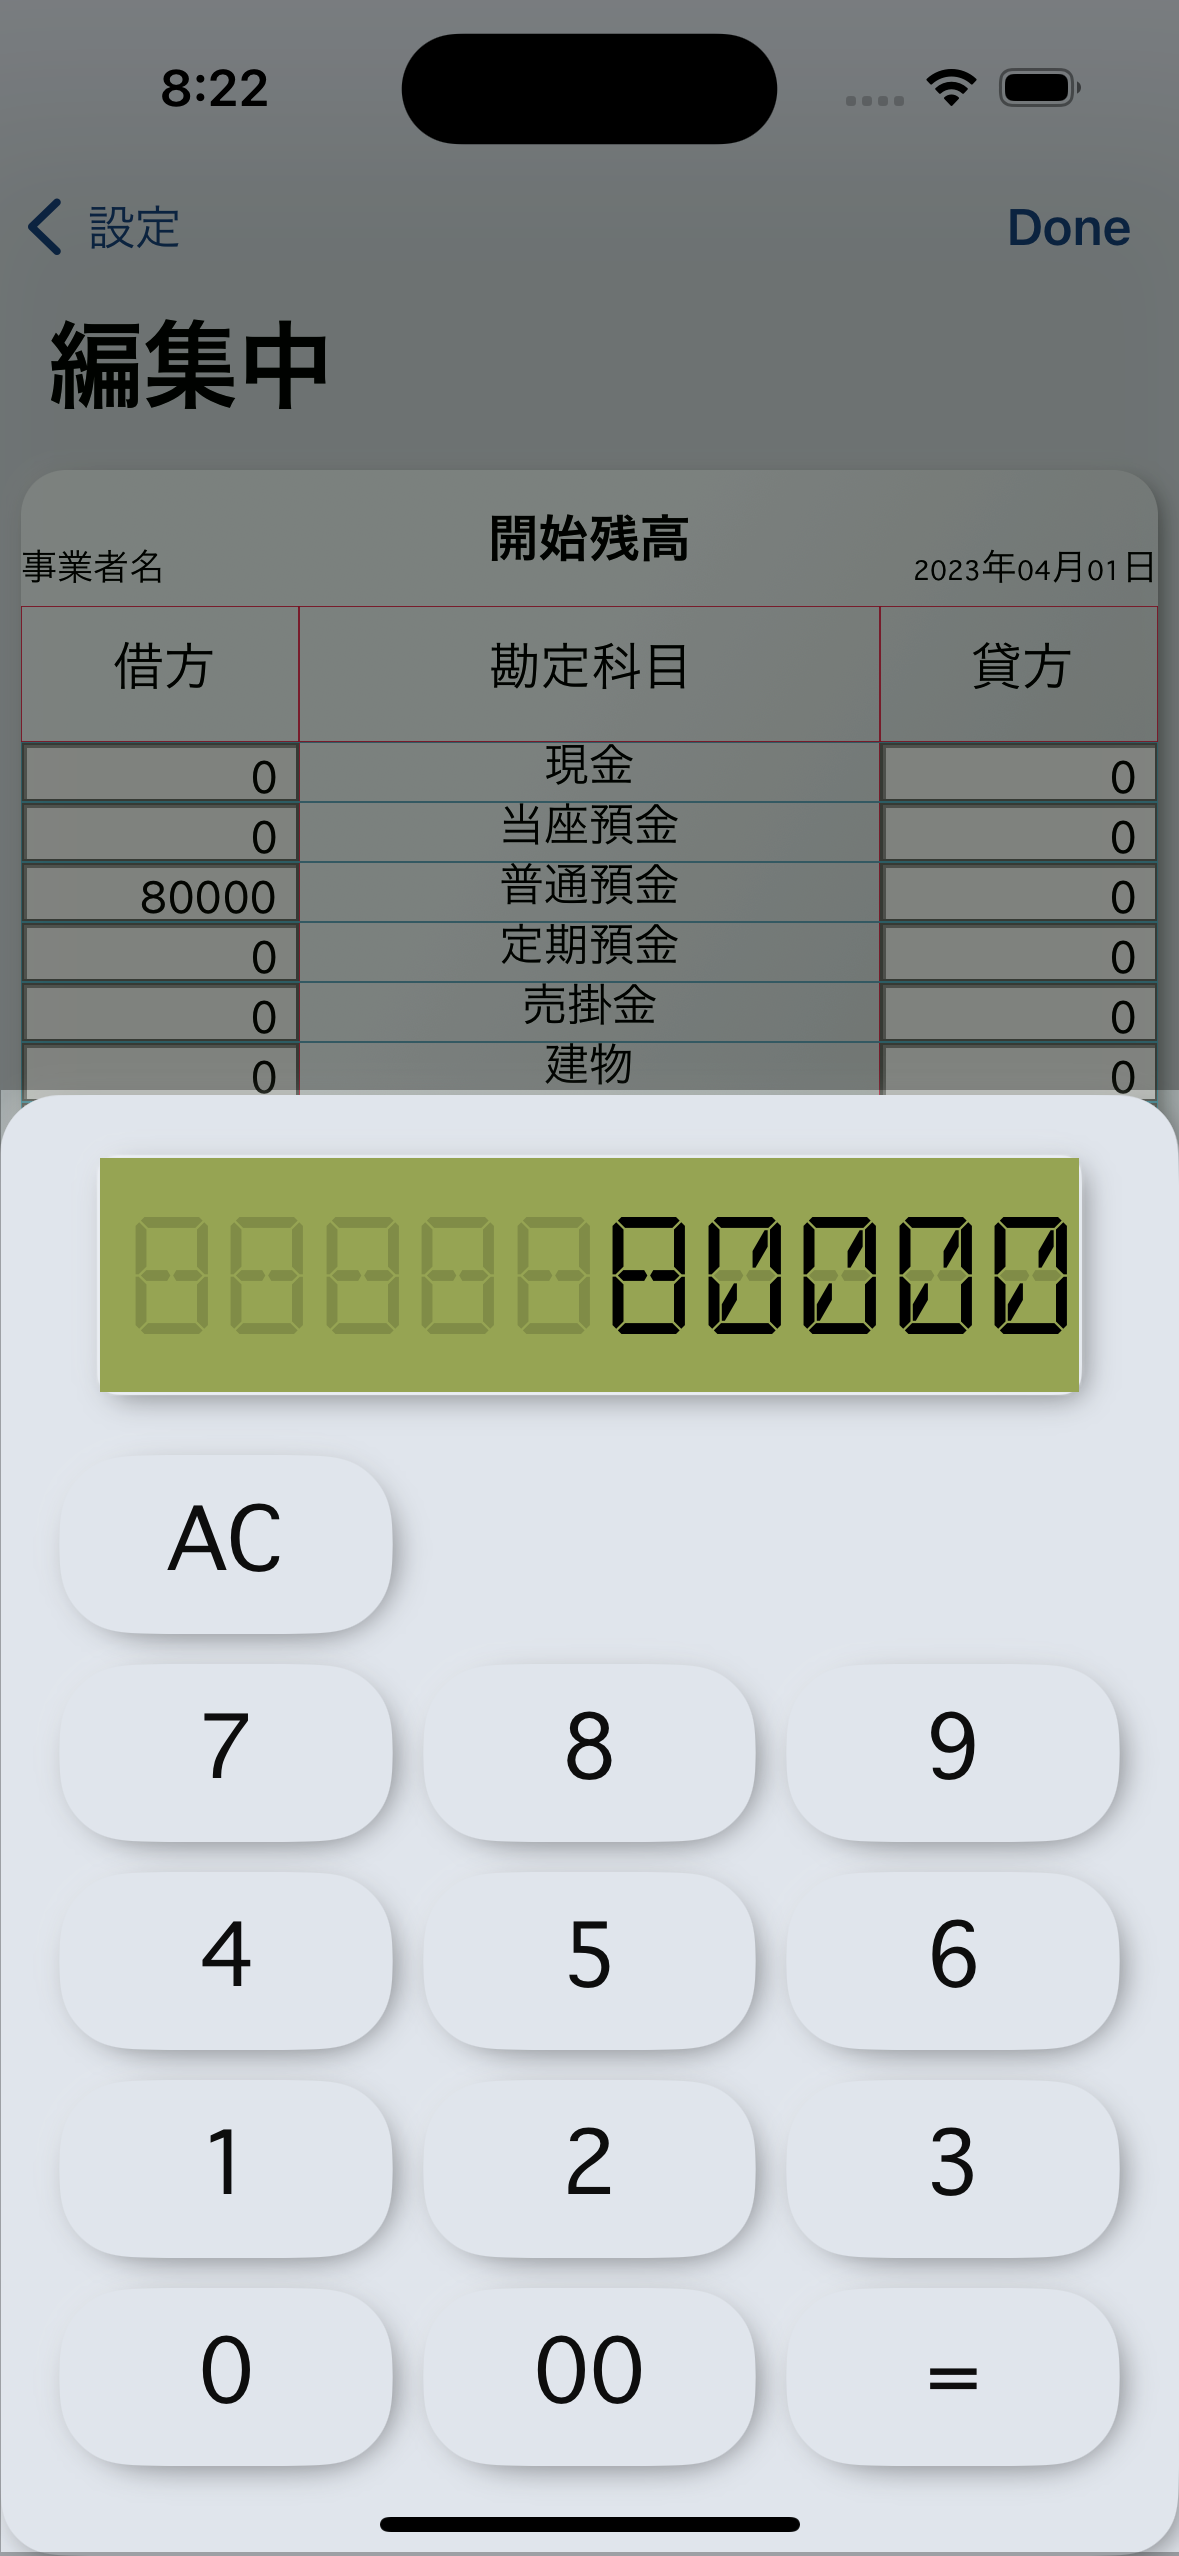 8:22
設定 Done
編集中
開始残高
事業者名 2023年04月01日
借方 勘定科目 貸方
0 現金 0
0 当座預金 0
80000 普通預金 0
0 定期預金 0
0 売掛金 0
0 建物 0
80000
AC
7 8 9
4 5 6
1 2 3
0 00 =